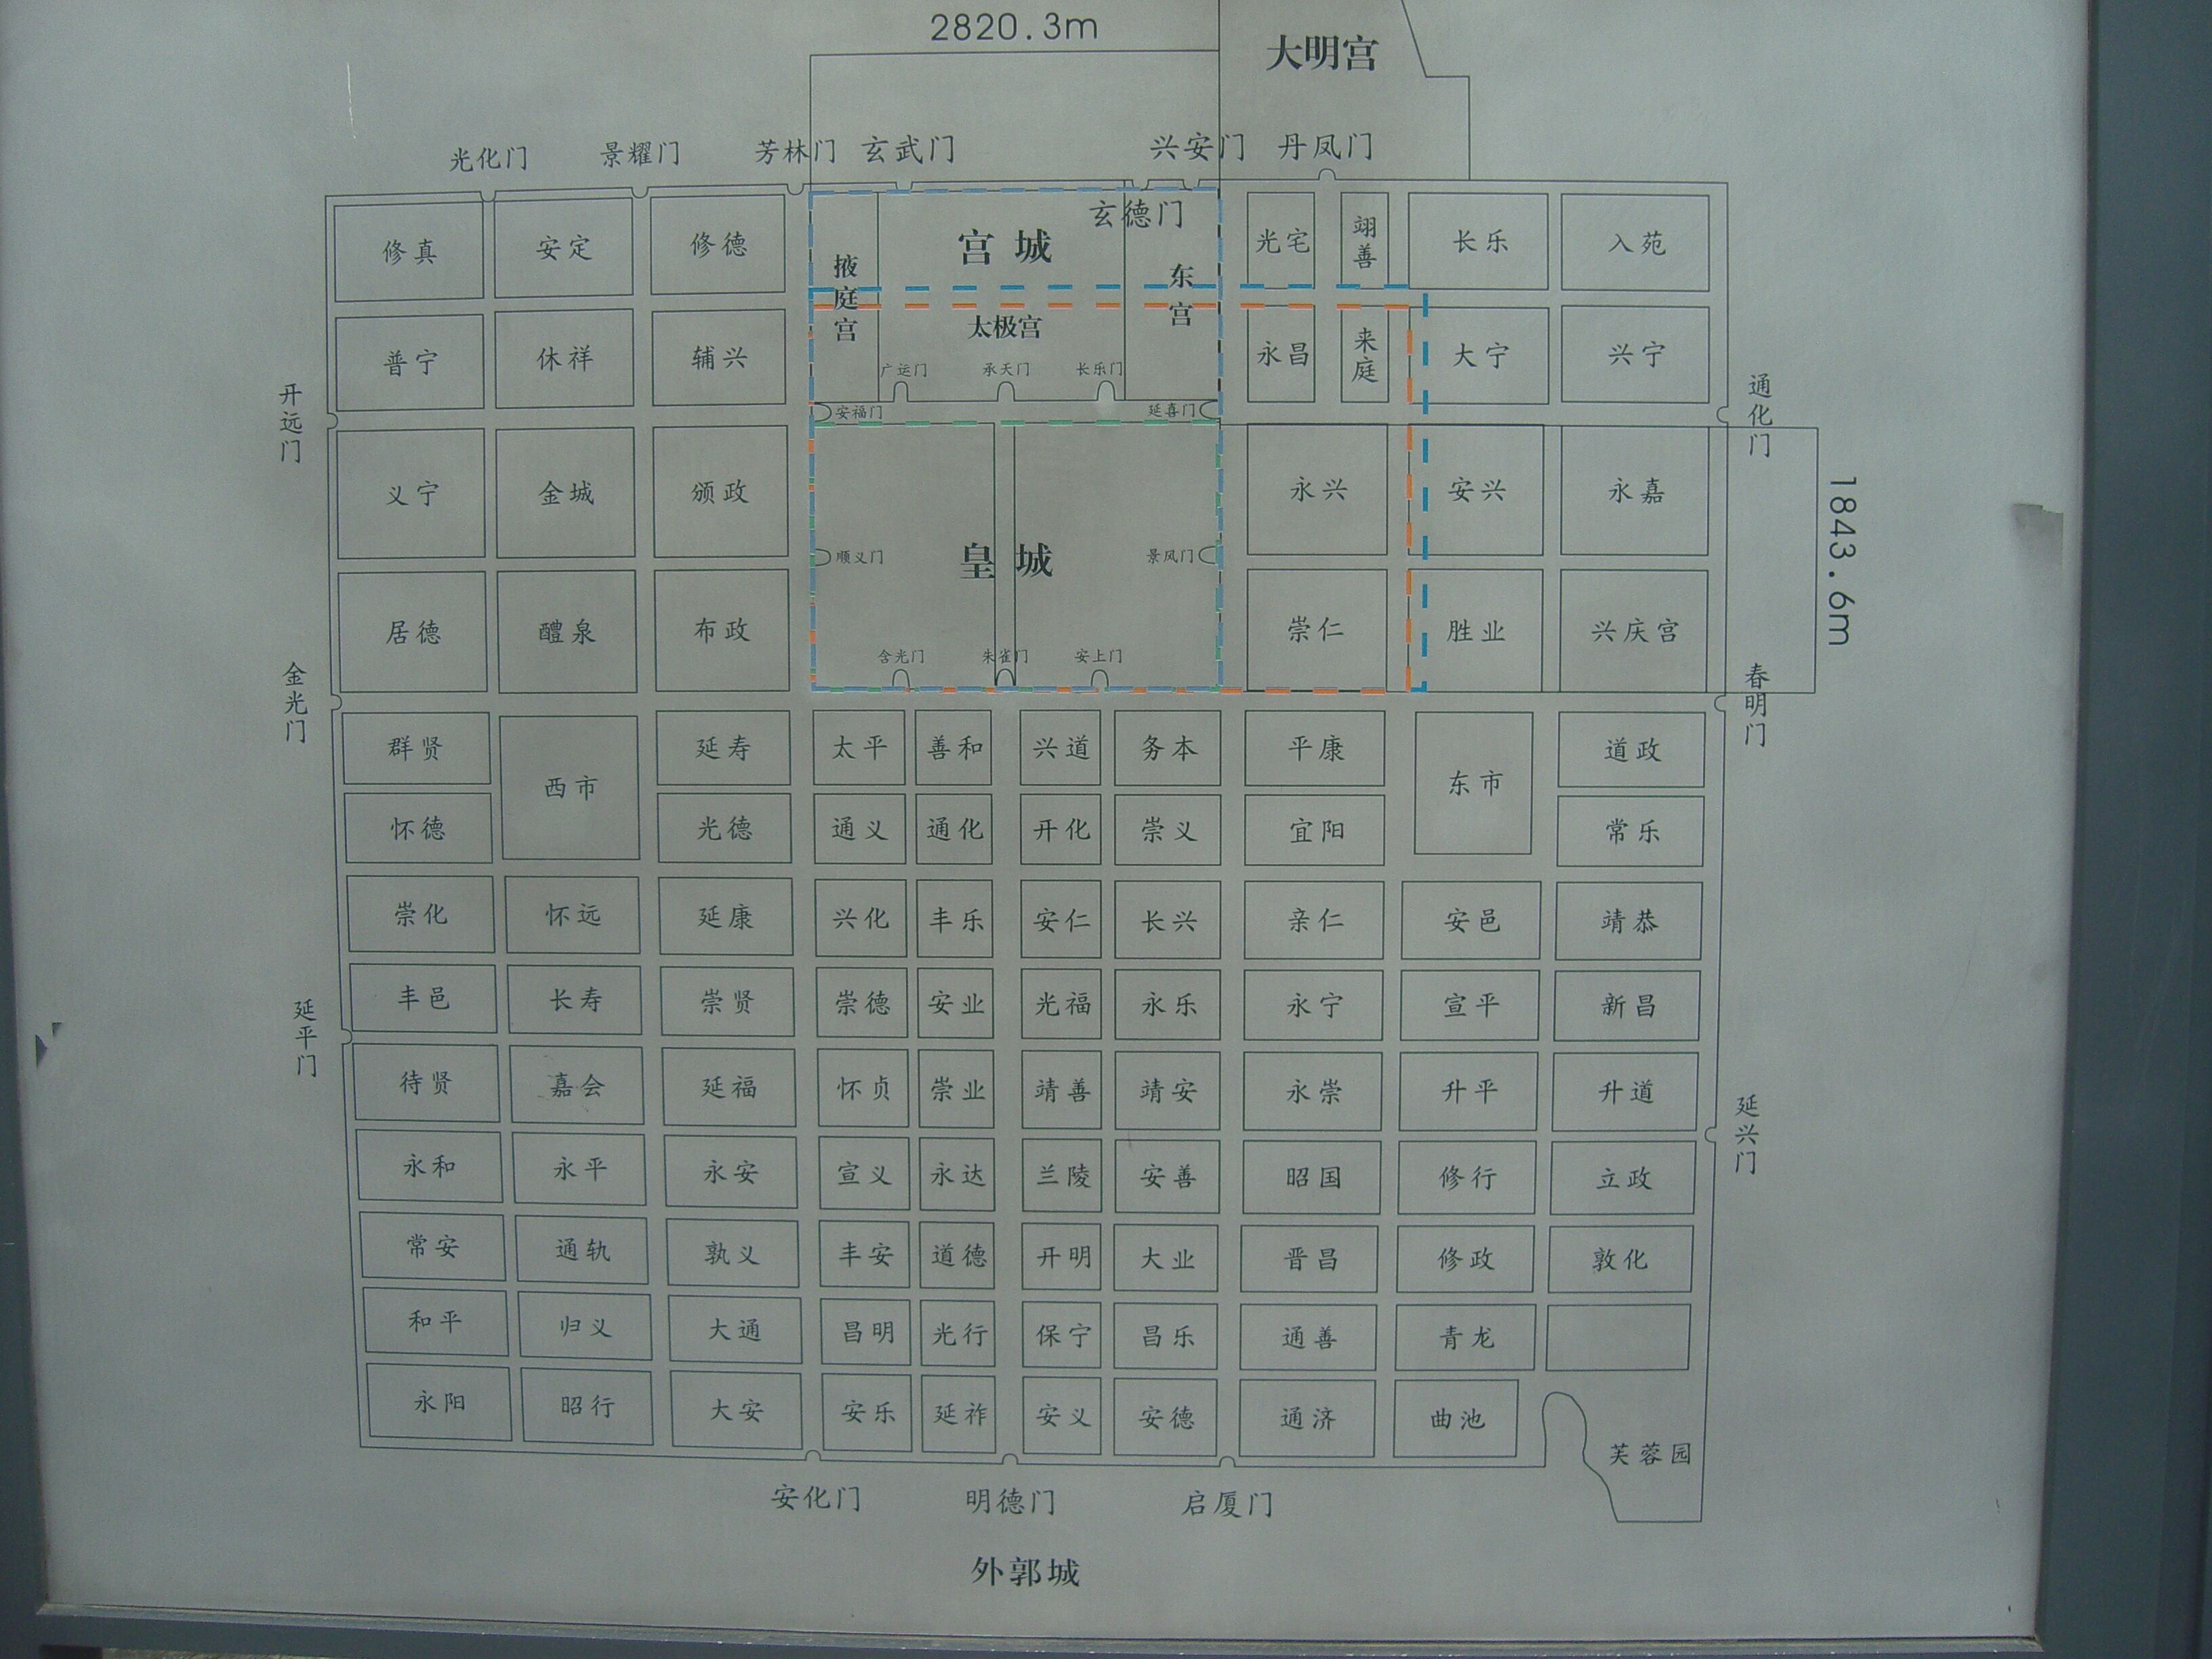 2820.3m
大明宫
光化门 景耀门 芳林门 玄武门 兴安门 丹凤门
玄德门
修真 安定 修德 宫城 光宅 翊善 长乐 入苑
掖庭宫 东宫
太极宫
普宁 休祥 辅兴 永昌 来庭 大宁 兴宁
广运门 承天门 长乐门
开远门 通化门
安福门 延喜门
义宁 金城 颁政 永兴 安兴 永嘉
1843.6m
顺义门 皇城 景风门
居德 醴泉 布政 崇仁 胜业 兴庆宫
含光门 朱雀门 安上门
金光门 春明门
群贤 延寿 太平 善和 兴道 务本 平康 道政
西市 东市
怀德 光德 通义 通化 开化 崇义 宜阳 常乐
崇化 怀远 延康 兴化 丰乐 安仁 长兴 亲仁 安邑 靖恭
丰邑 长寿 崇贤 崇德 安业 光福 永乐 永宁 宣平 新昌
延平门
待贤 嘉会 延福 怀贞 崇业 靖善 靖安 永崇 升平 升道
延兴门
永和 永平 永安 宣义 永达 兰陵 安善 昭国 修行 立政
常安 通轨 孰义 丰安 道德 开明 大业 晋昌 修政 敦化
和平 归义 大通 昌明 光行 保宁 昌乐 通善 青龙
永阳 昭行 大安 安乐 延祚 安义 安德 通济 曲池
芙蓉园
安化门 明德门 启厦门
外郭城